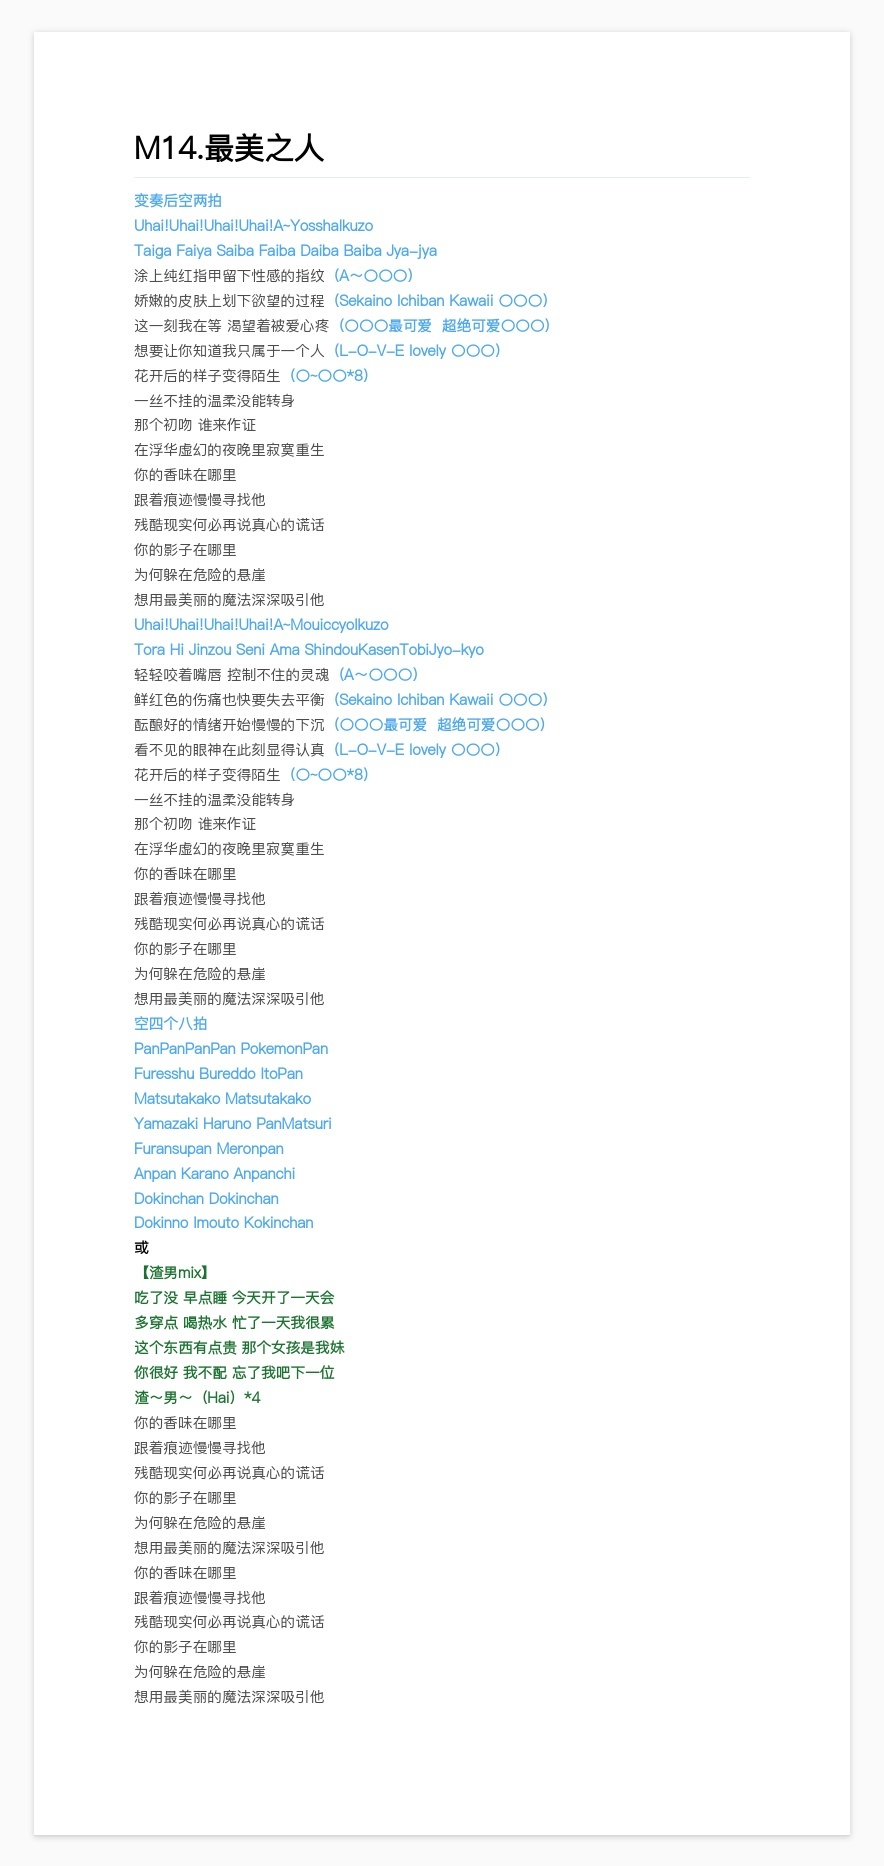 M14.最美之人
变奏后空两拍
Uhai!Uhai!Uhai!Uhai!A~YosshaIkuzo
Taiga Faiya Saiba Faiba Daiba Baiba Jya-jya
涂上纯红指甲留下性感的指纹（A～〇〇〇）
娇嫩的皮肤上划下欲望的过程（Sekaino Ichiban Kawaii 〇〇〇）
这一刻我在等 渴望着被爱心疼（〇〇〇最可爱 超绝可爱〇〇〇）
想要让你知道我只属于一个人（L-O-V-E lovely 〇〇〇）
花开后的样子变得陌生（〇~〇〇*8）
一丝不挂的温柔没能转身
那个初吻 谁来作证
在浮华虚幻的夜晚里寂寞重生
你的香味在哪里
跟着痕迹慢慢寻找他
残酷现实何必再说真心的谎话
你的影子在哪里
为何躲在危险的悬崖
想用最美丽的魔法深深吸引他
Uhai!Uhai!Uhai!Uhai!A~MouiccyoIkuzo
Tora Hi Jinzou Seni Ama ShindouKasenTobiJyo-kyo
轻轻咬着嘴唇 控制不住的灵魂（A～〇〇〇）
鲜红色的伤痛也快要失去平衡（Sekaino Ichiban Kawaii 〇〇〇）
酝酿好的情绪开始慢慢的下沉（〇〇〇最可爱 超绝可爱〇〇〇）
看不见的眼神在此刻显得认真（L-O-V-E lovely 〇〇〇）
花开后的样子变得陌生（〇~〇〇*8）
一丝不挂的温柔没能转身
那个初吻 谁来作证
在浮华虚幻的夜晚里寂寞重生
你的香味在哪里
跟着痕迹慢慢寻找他
残酷现实何必再说真心的谎话
你的影子在哪里
为何躲在危险的悬崖
想用最美丽的魔法深深吸引他
空四个八拍
PanPanPanPan PokemonPan
Furesshu Bureddo ItoPan
Matsutakako Matsutakako
Yamazaki Haruno PanMatsuri
Furansupan Meronpan
Anpan Karano Anpanchi
Dokinchan Dokinchan
Dokinno Imouto Kokinchan
或
【渣男mix】
吃了没 早点睡 今天开了一天会
多穿点 喝热水 忙了一天我很累
这个东西有点贵 那个女孩是我妹
你很好 我不配 忘了我吧下一位
渣～男～（Hai）*4
你的香味在哪里
跟着痕迹慢慢寻找他
残酷现实何必再说真心的谎话
你的影子在哪里
为何躲在危险的悬崖
想用最美丽的魔法深深吸引他
你的香味在哪里
跟着痕迹慢慢寻找他
残酷现实何必再说真心的谎话
你的影子在哪里
为何躲在危险的悬崖
想用最美丽的魔法深深吸引他